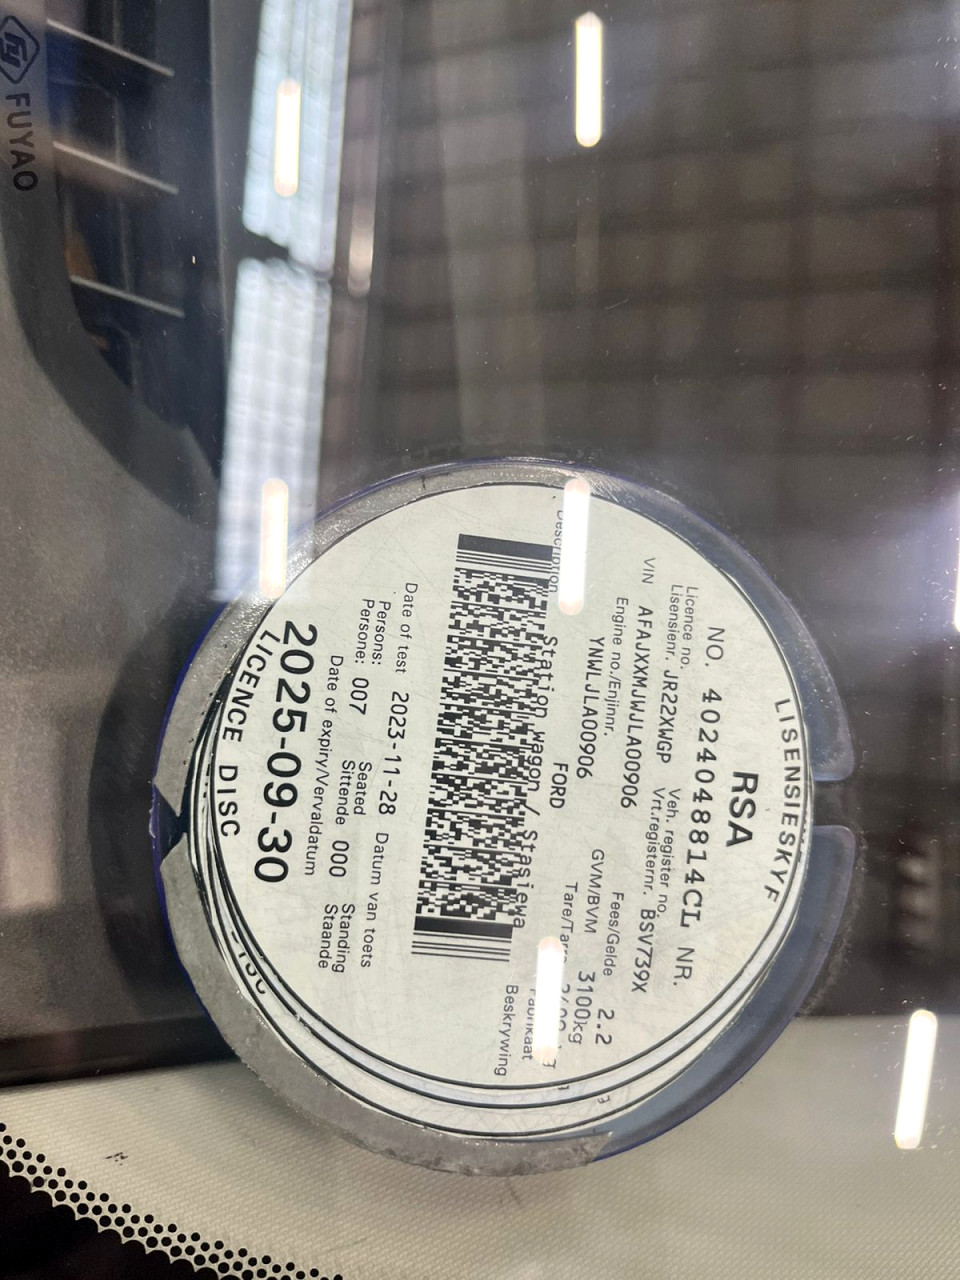 FUYAO
LISENSIESKYF
RSA
NO. 4024048814CL NR.
Licence no.
Lisensienr. JR22XWGP
Veh. register no.
Vrt.registernr. BSV739X
VIN AFAJXXMJWJLA00906
Engine no./Enjinnr.
YNWLJLA00906
Fees/Gelde 2.2
GVM/BVM 3100kg
FORD
Description Station wagon / Stasiewa
Beskrywing
Date of test 2023-11-28 Datum van toets
Persons:
Persone: 007
Seated
Sittende 000
Standing
Staande
Date of expiry/Vervaldatum
2025-09-30
LICENCE DISC